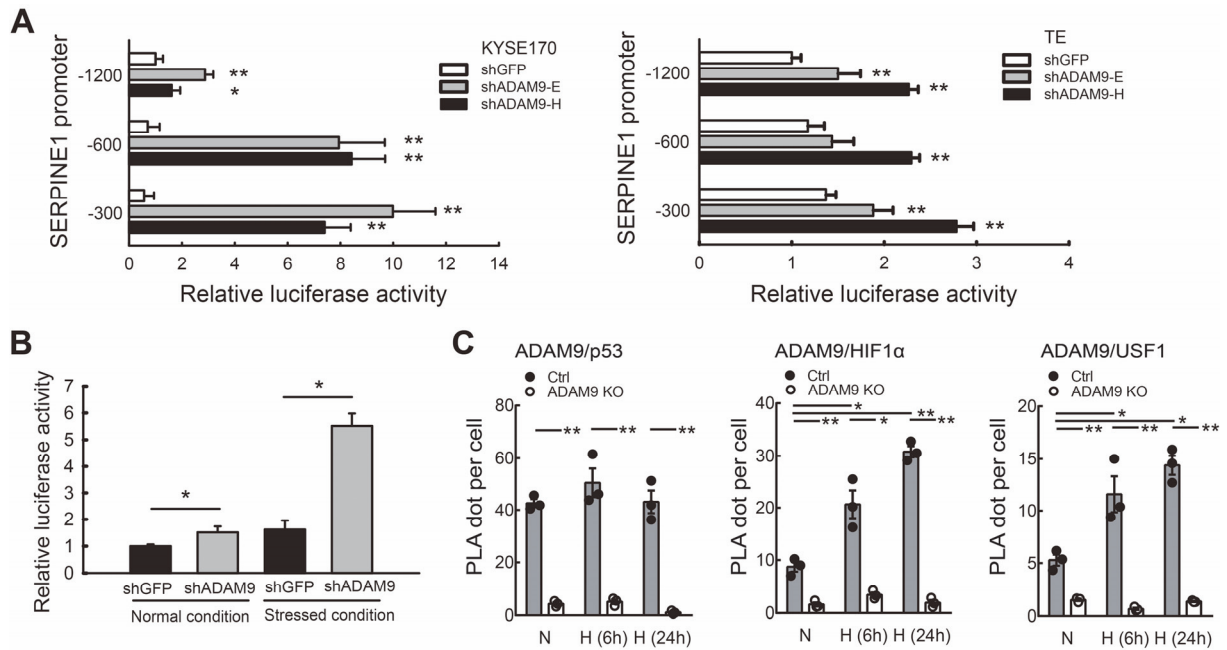 A
KYSE170
shGFP
shADAM9-E
shADAM9-H
SERPINE1 promoter
-1200
**
*
-600
**
**
-300
**
**
0 2 4 6 8 10 12 14
Relative luciferase activity
TE
shGFP
shADAM9-E
shADAM9-H
SERPINE1 promoter
-1200
**
**
-600
**
-300
**
**
0 1 2 3 4
Relative luciferase activity
B
Relative luciferase activity
7
6
5
4
3
2
1
0
*
*
shGFP shADAM9 shGFP shADAM9
Normal condition Stressed condition
C
ADAM9/p53
Ctrl
ADAM9 KO
PLA dot per cell
80
60
40
20
0
** ** **
N H (6h) H (24h)
ADAM9/HIF1α
Ctrl
ADAM9 KO
PLA dot per cell
40
30
20
10
0
*
**
** * **
N H (6h) H (24h)
ADAM9/USF1
Ctrl
ADAM9 KO
PLA dot per cell
20
15
10
5
0
*
*
** ** **
N H (6h) H (24h)